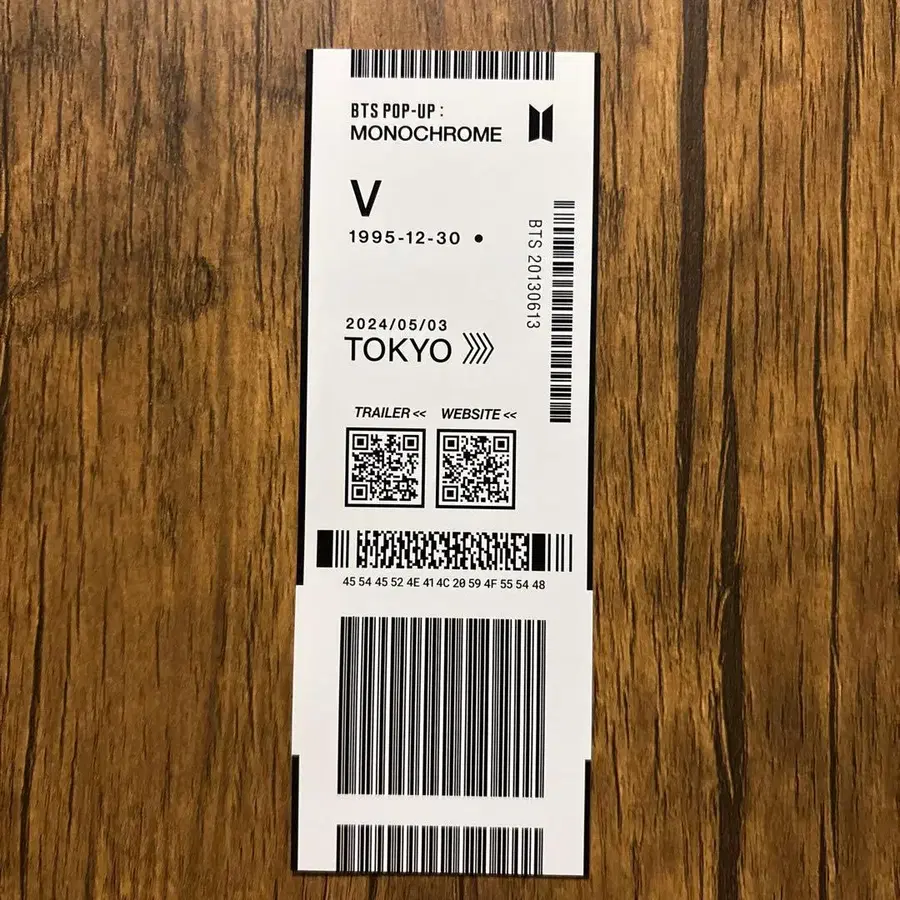 BTS POP-UP :
MONOCHROME
V
1995-12-30 •
BTS 20130613
2024/05/03
TOKYO
TRAILER << WEBSITE <<
MONOCHROME
45 54 45 52 4E 41 4C 20 59 4F 55 54 48